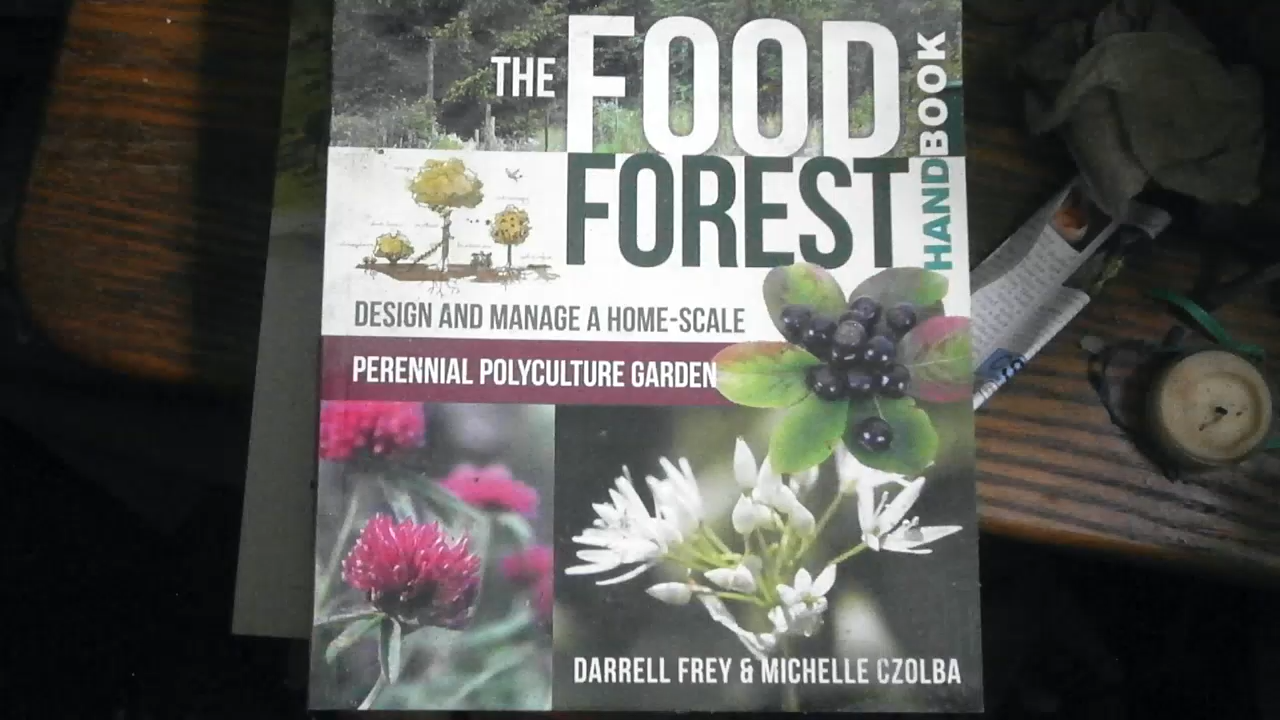 THE FOOD
FOREST
HANDBOOK
DESIGN AND MANAGE A HOME-SCALE
PERENNIAL POLYCULTURE GARDEN
DARRELL FREY & MICHELLE CZOLBA